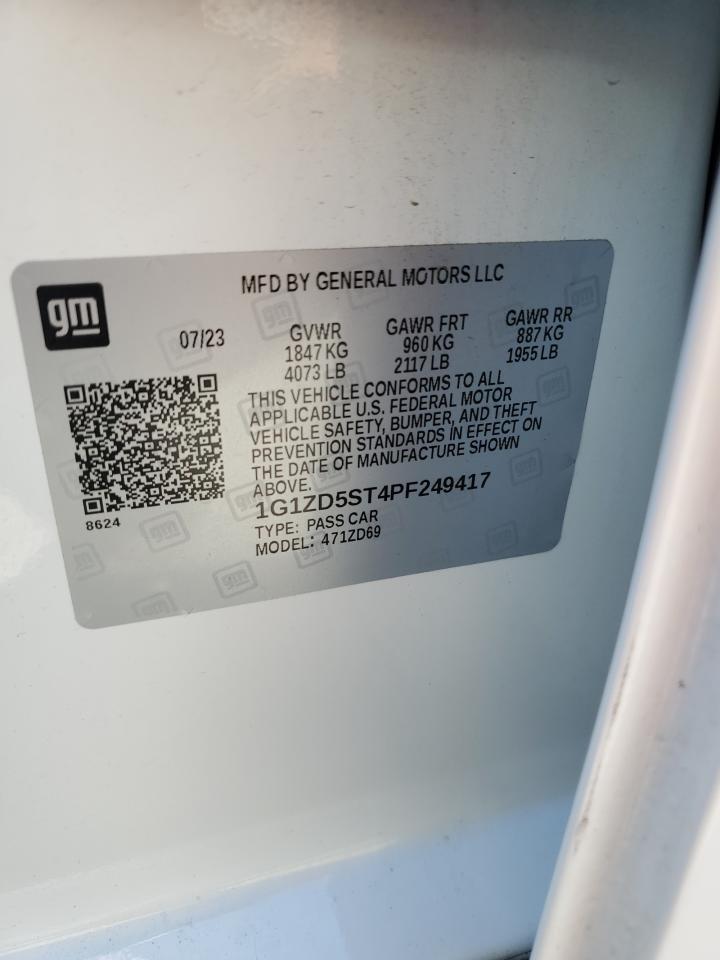 gm
MFD BY GENERAL MOTORS LLC
07/23
GVWR
1847 KG
4073 LB
GAWR FRT
960 KG
2117 LB
GAWR RR
887 KG
1955 LB
THIS VEHICLE CONFORMS TO ALL
APPLICABLE U.S. FEDERAL MOTOR
VEHICLE SAFETY, BUMPER, AND THEFT
PREVENTION STANDARDS IN EFFECT ON
THE DATE OF MANUFACTURE SHOWN
ABOVE.
1G1ZD5ST4PF249417
TYPE: PASS CAR
MODEL: 471ZD69
8624